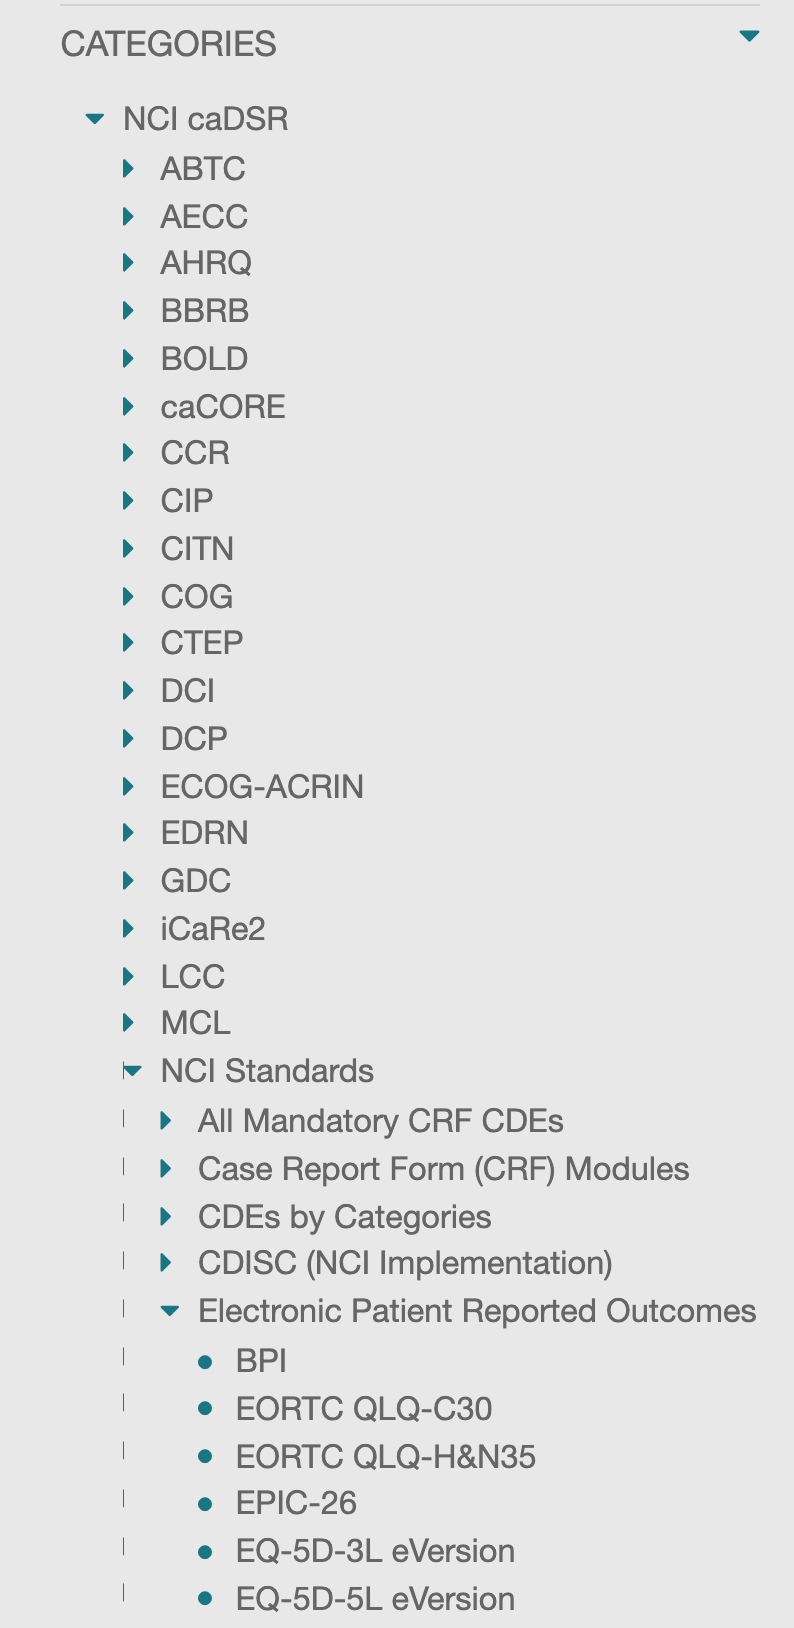 CATEGORIES
NCI caDSR
ABTC
AECC
AHRQ
BBRB
BOLD
caCORE
CCR
CIP
CITN
COG
CTEP
DCI
DCP
ECOG-ACRIN
EDRN
GDC
iCaRe2
LCC
MCL
NCI Standards
All Mandatory CRF CDEs
Case Report Form (CRF) Modules
CDEs by Categories
CDISC (NCI Implementation)
Electronic Patient Reported Outcomes
BPI
EORTC QLQ-C30
EORTC QLQ-H&N35
EPIC-26
EQ-5D-3L eVersion
EQ-5D-5L eVersion